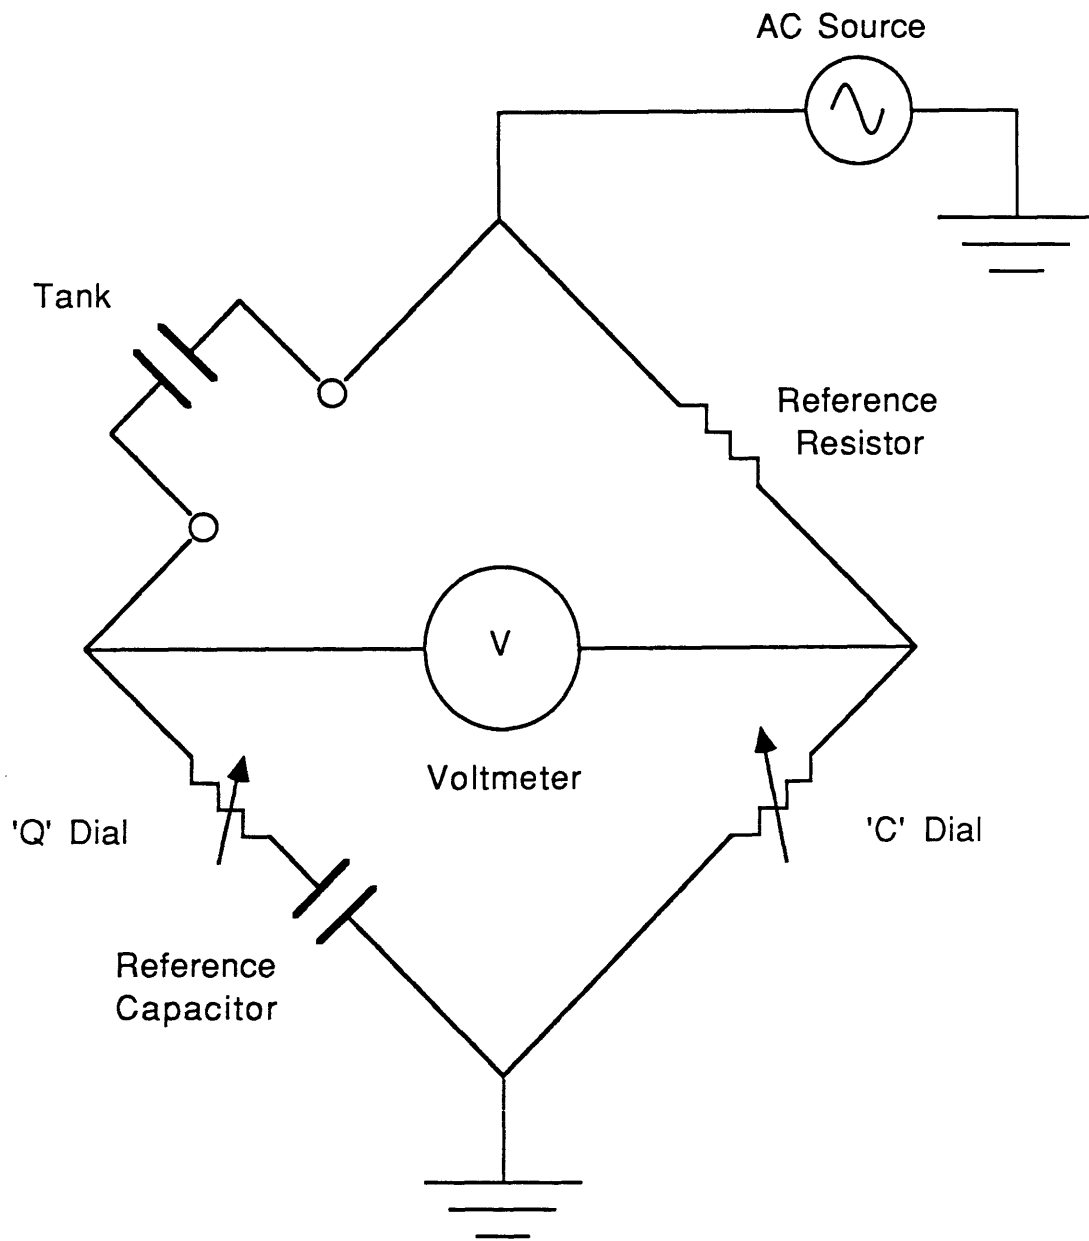 AC Source
Tank
Reference
Resistor
V
Voltmeter
'Q' Dial
'C' Dial
Reference
Capacitor